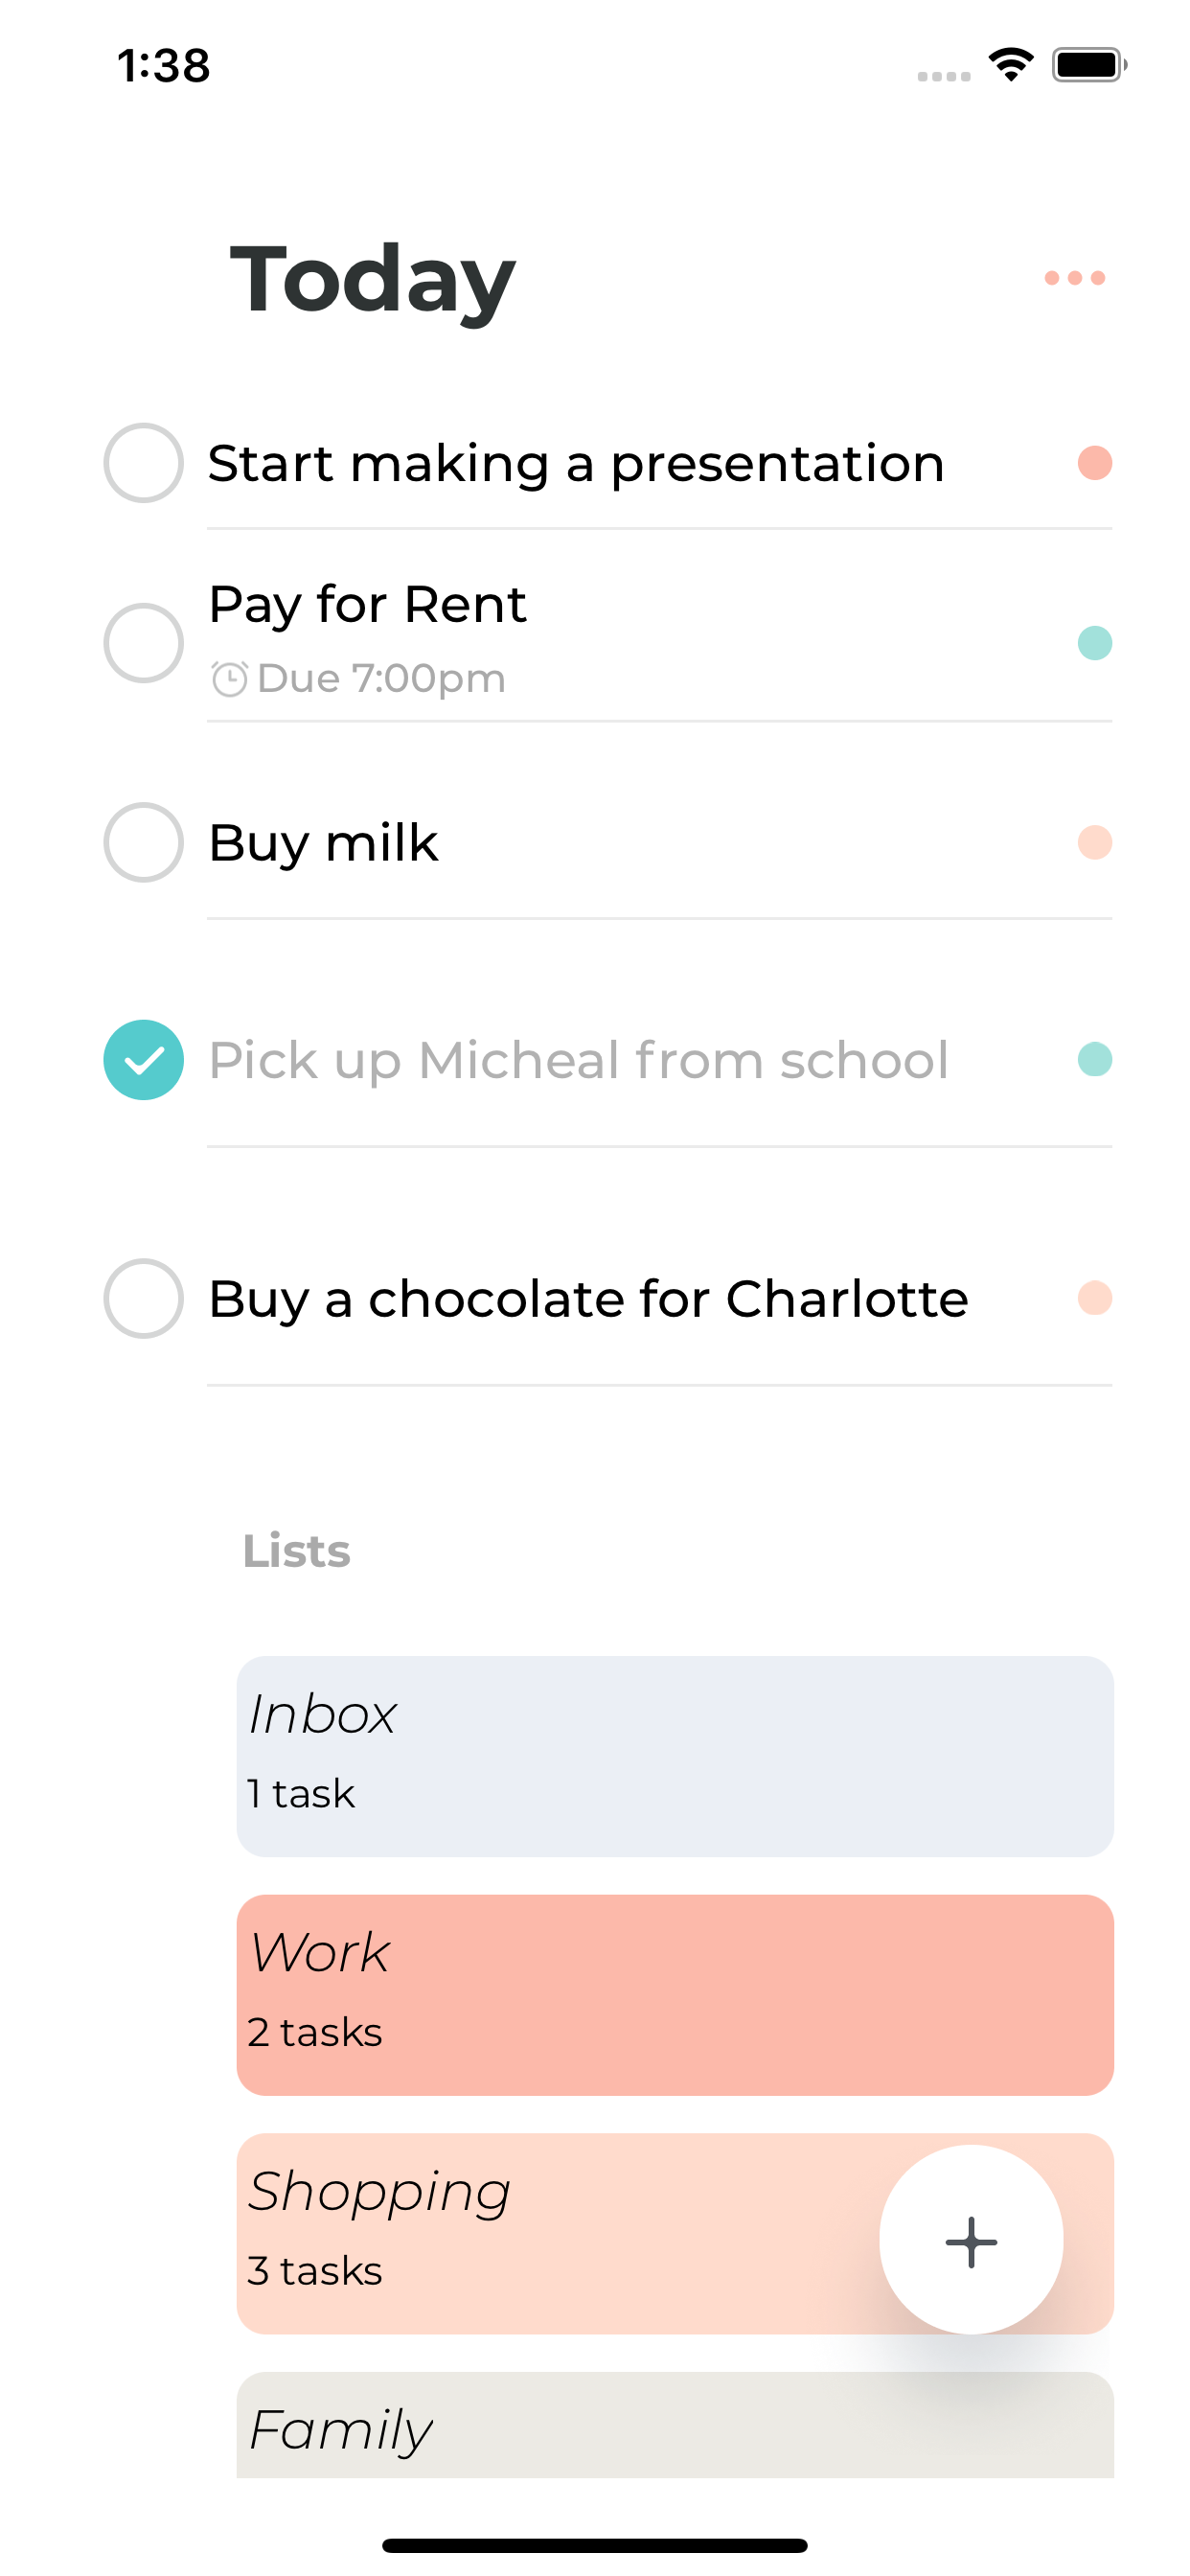 1:38
Today
Start making a presentation
Pay for Rent
Due 7:00pm
Buy milk
Pick up Micheal from school
Buy a chocolate for Charlotte
Lists
Inbox
1 task
Work
2 tasks
Shopping
3 tasks
Family